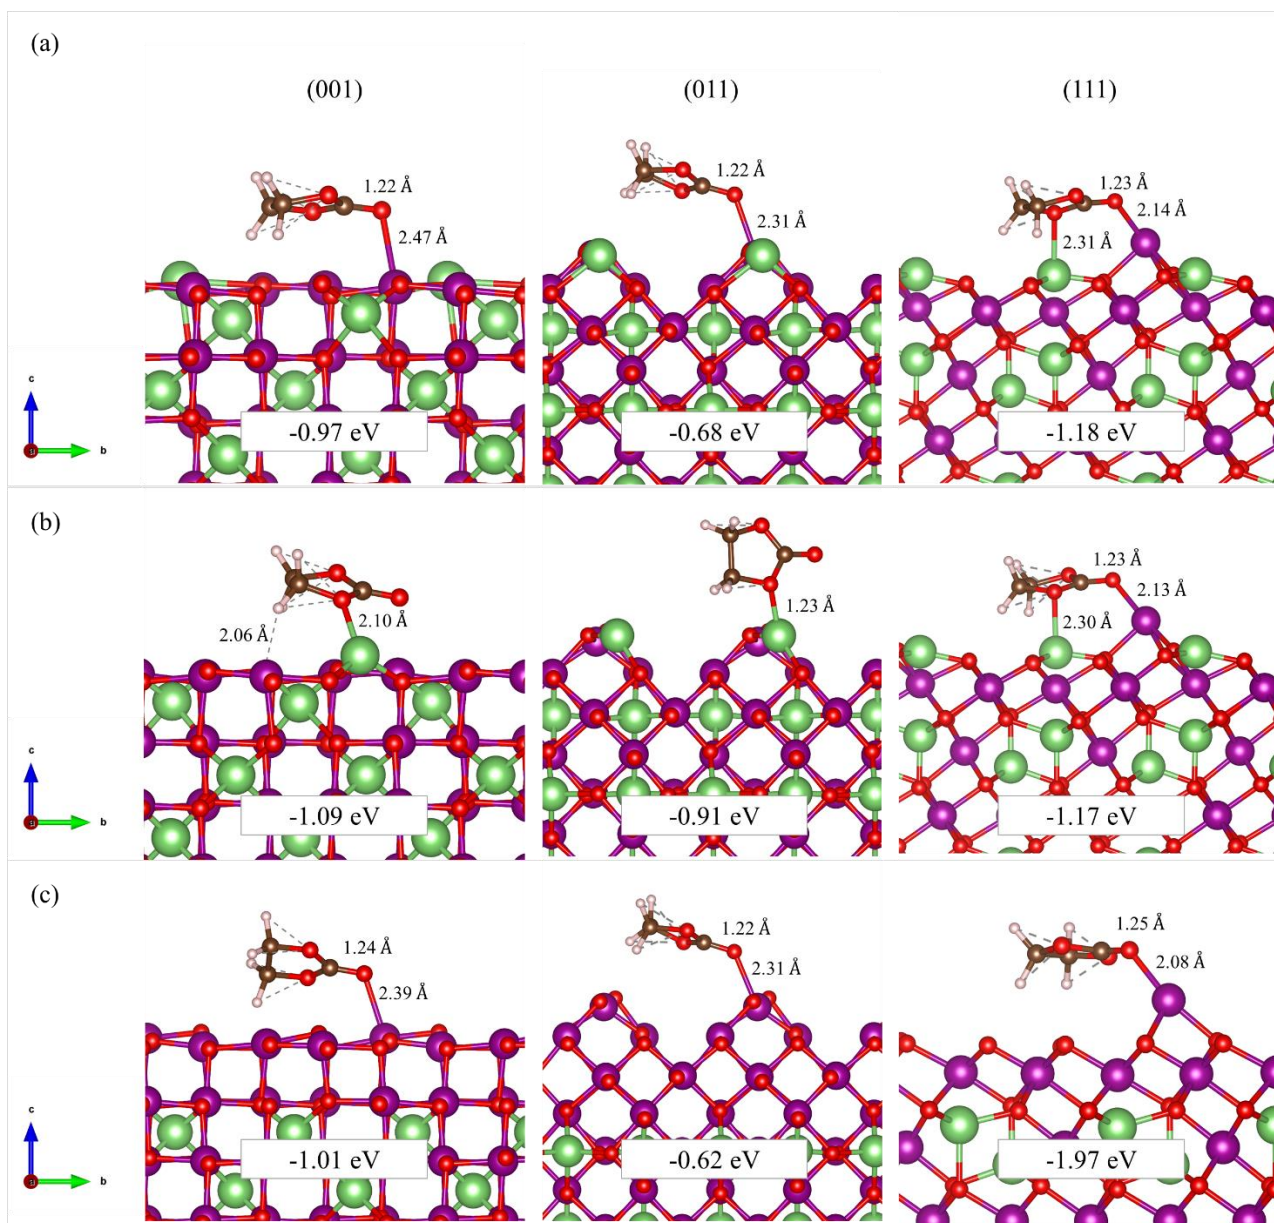 (a)
(001)
(011)
(111)
1.22 Å
2.47 Å
1.22 Å
2.31 Å
1.23 Å
2.14 Å
2.31 Å
c
a
b
-0.97 eV
-0.68 eV
-1.18 eV
(b)
2.06 Å
2.10 Å
1.23 Å
1.23 Å
2.13 Å
2.30 Å
c
a
b
-1.09 eV
-0.91 eV
-1.17 eV
(c)
1.24 Å
2.39 Å
1.22 Å
2.31 Å
1.25 Å
2.08 Å
c
a
b
-1.01 eV
-0.62 eV
-1.97 eV